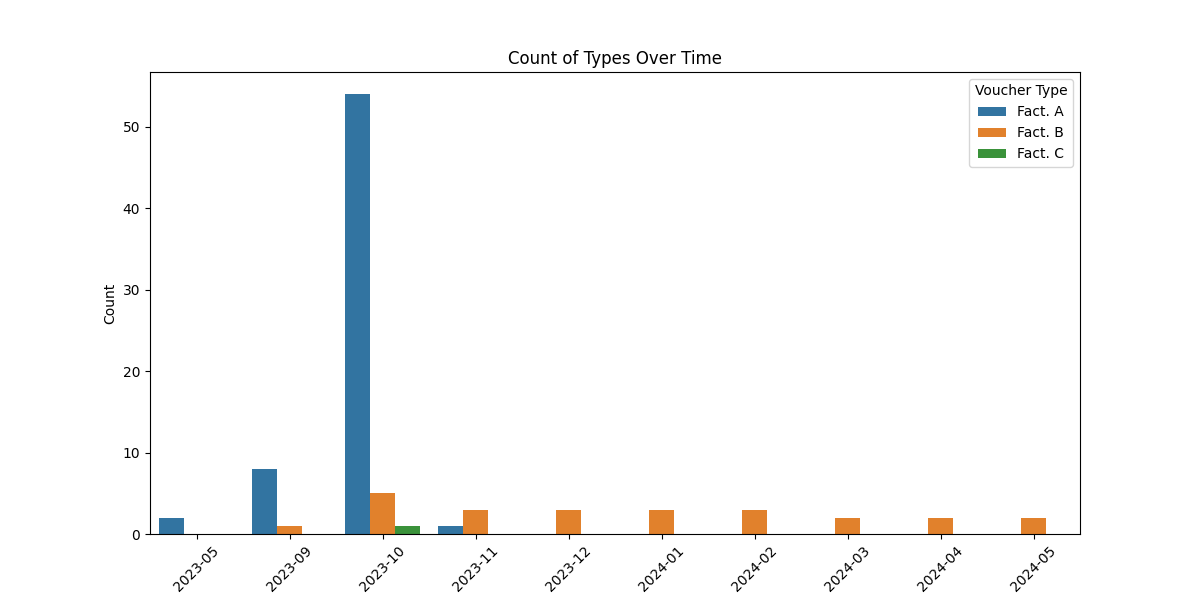 Count of Types Over Time
Voucher Type
Fact. A
Fact. B
Fact. C
Count
50
40
30
20
10
0
2023-05
2023-09
2023-10
2023-11
2023-12
2024-01
2024-02
2024-03
2024-04
2024-05